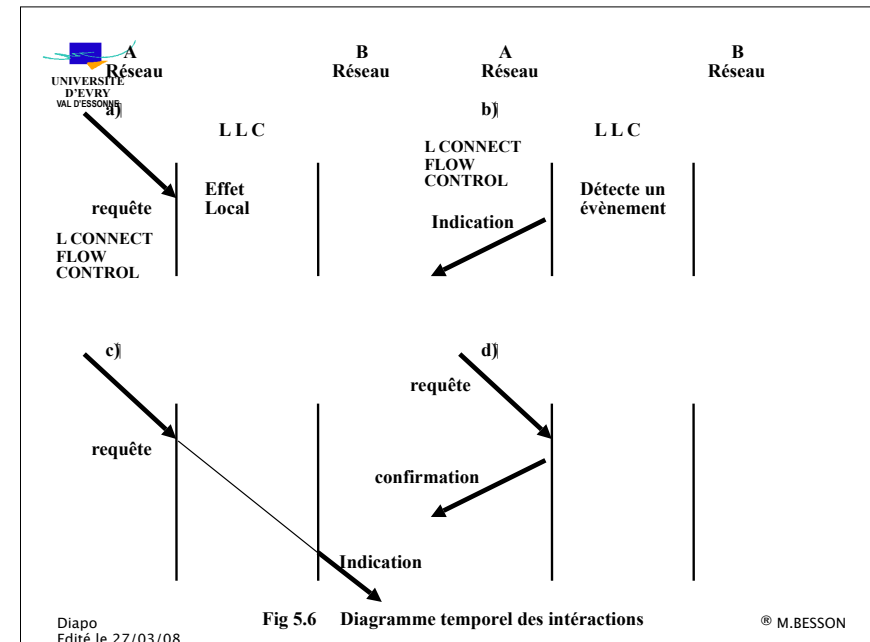 UNIVERSITE
D'EVRY
VAL D'ESSONNE
A
Réseau
B
Réseau
A
Réseau
B
Réseau
a)
L L C
requête
Effet
Local
L CONNECT
FLOW
CONTROL
b)
L L C
L CONNECT
FLOW
CONTROL
Indication
Détecte un
évènement
c)
requête
Indication
d)
requête
confirmation
Fig 5.6 Diagramme temporel des intéractions
Diapo
Edité le 27/03/08
® M.BESSON